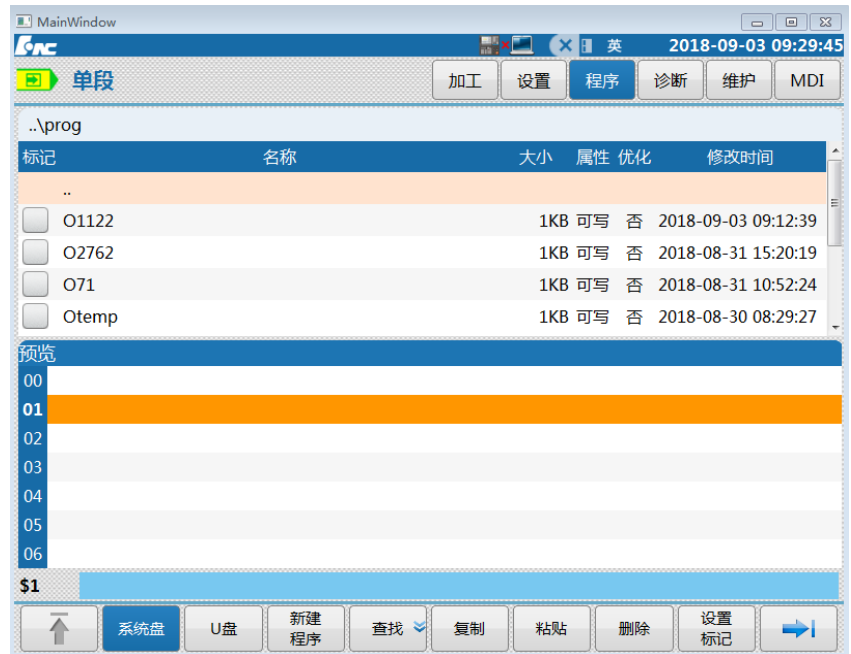 MainWindow
HNC 英 2018-09-03 09:29:45
单段 加工 设置 程序 诊断 维护 MDI
..\prog
标记 名称 大小 属性 优化 修改时间
..
O1122 1KB 可写 否 2018-09-03 09:12:39
O2762 1KB 可写 否 2018-08-31 15:20:19
O71 1KB 可写 否 2018-08-31 10:52:24
Otemp 1KB 可写 否 2018-08-30 08:29:27
预览
00
01
02
03
04
05
06
$1
系统盘 U盘 新建程序 查找 复制 粘贴 删除 设置标记